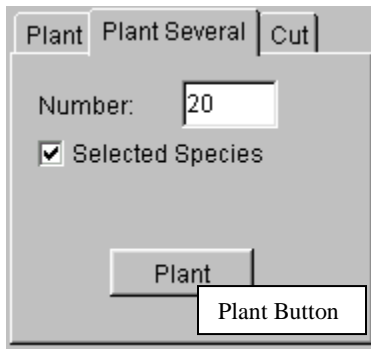 Plant Plant Several Cut
Number: 20
Selected Species
Plant
Plant Button